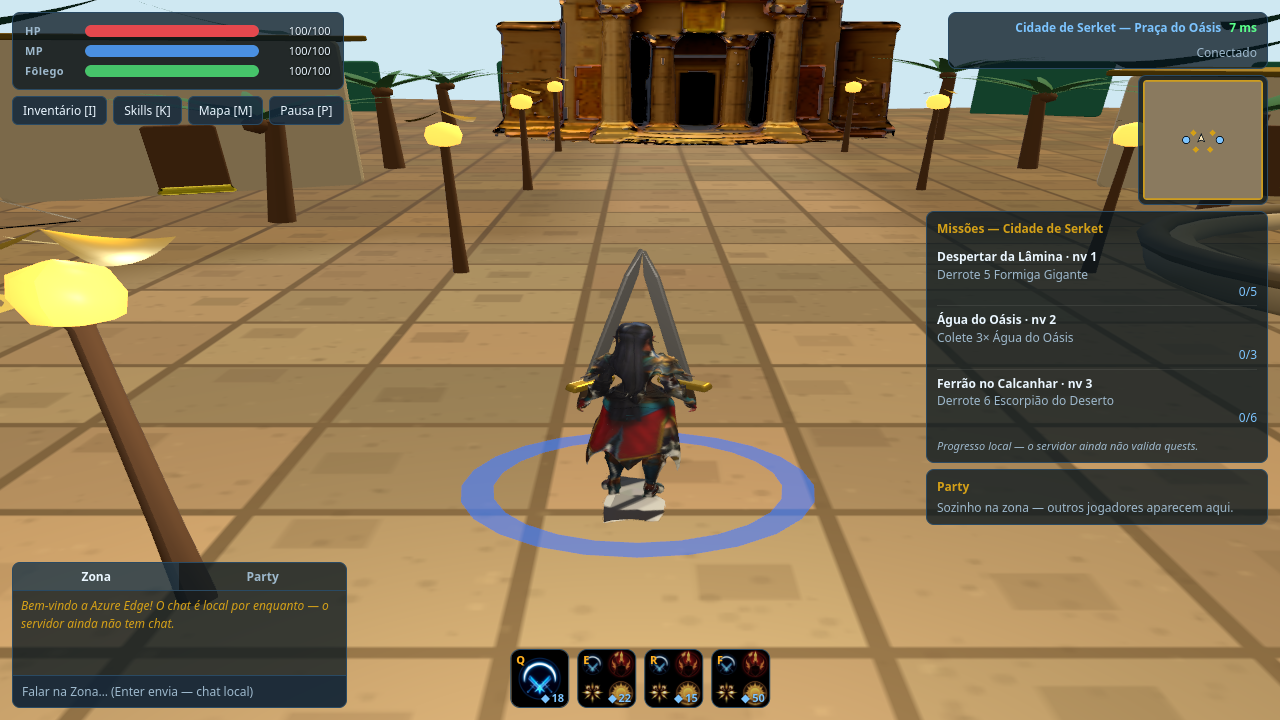 HP 100/100
MP 100/100
Fôlego 100/100
Inventário [I] Skills [K] Mapa [M] Pausa [P]
Cidade de Serket — Praça do Oásis 7 ms
Conectado
Missões — Cidade de Serket
Despertar da Lâmina · nv 1
Derrote 5 Formiga Gigante
0/5
Água do Oásis · nv 2
Colete 3× Água do Oásis
0/3
Ferrão no Calcanhar · nv 3
Derrote 6 Escorpião do Deserto
0/6
Progresso local — o servidor ainda não valida quests.
Party
Sozinho na zona — outros jogadores aparecem aqui.
Zona Party
Bem-vindo a Azure Edge! O chat é local por enquanto — o
servidor ainda não tem chat.
Falar na Zona... (Enter envia — chat local)
Q E R F
18 22 15 50